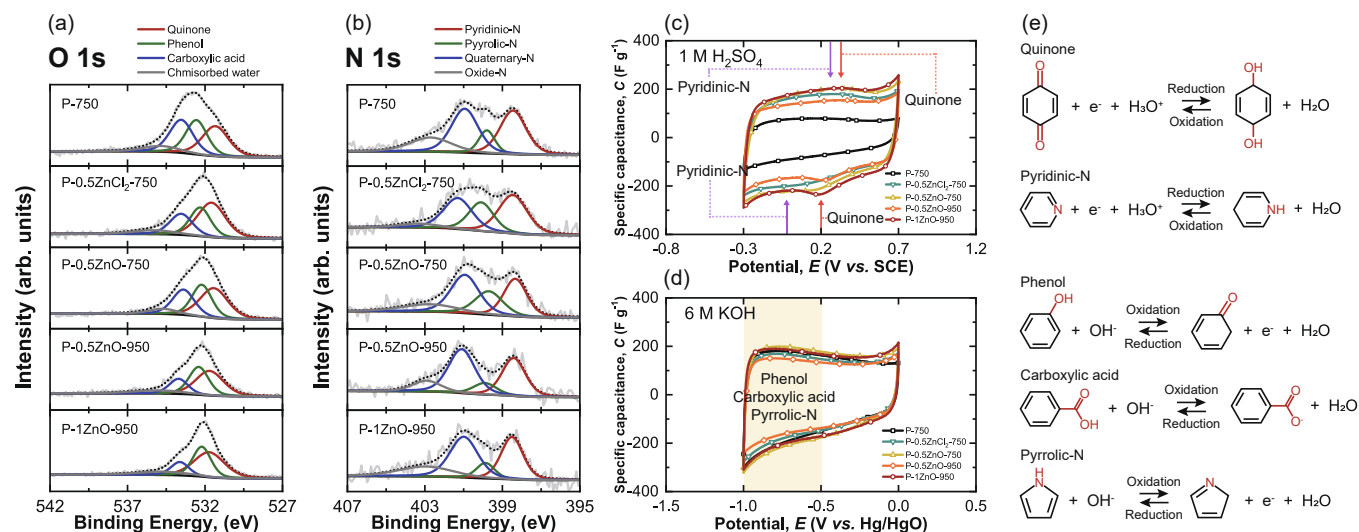 (a)
Quinone
Phenol
Carboxylic acid
Chmisorbed water
O 1s
P-750
P-0.5ZnCl₂-750
P-0.5ZnO-750
P-0.5ZnO-950
P-1ZnO-950
Intensity (arb. units)
542 537 531 527
Binding Energy, (eV)
(b)
Pyridinic-N
Pyyrolic-N
Quaternary-N
Oxide-N
N 1s
P-750
P-0.5ZnCl₂-750
P-0.5ZnO-750
P-0.5ZnO-950
P-1ZnO-950
Intensity (arb. units)
407 403 399 395
Binding Energy, (eV)
(c)
1 M H₂SO₄
Pyridinic-N
Quinone
Pyridinic-N
Quinone
P-750
P-0.5ZnCl₂-750
P-0.5ZnO-750
P-0.5ZnO-950
P-1ZnO-950
Specific capacitance, C (F g⁻¹)
400
200
0
−200
−400
−0.3 0.2 0.7 1.2
Potential, E (V vs. SCE)
(d)
6 M KOH
Phenol
Carboxylic acid
Pyrrolic-N
P-750
P-0.5ZnCl₂-750
P-0.5ZnO-750
P-0.5ZnO-950
P-1ZnO-950
Specific capacitance, C (F g⁻¹)
400
200
0
−200
−400
−1.0 −0.5 0.0 0.5
Potential, E (V vs. Hg/HgO)
(e)
Quinone
O O + e⁻ + H₃O⁺ Reduction Oxidation OH OH + H₂O
Pyridinic-N
N + e⁻ + H₃O⁺ Reduction Oxidation NH + H₂O
Phenol
OH + OH⁻ Oxidation Reduction O + e⁻ + H₂O
Carboxylic acid
O OH + OH⁻ Oxidation Reduction O O⁻ + H₂O
Pyrrolic-N
H N + OH⁻ Oxidation Reduction N + e⁻ + H₂O